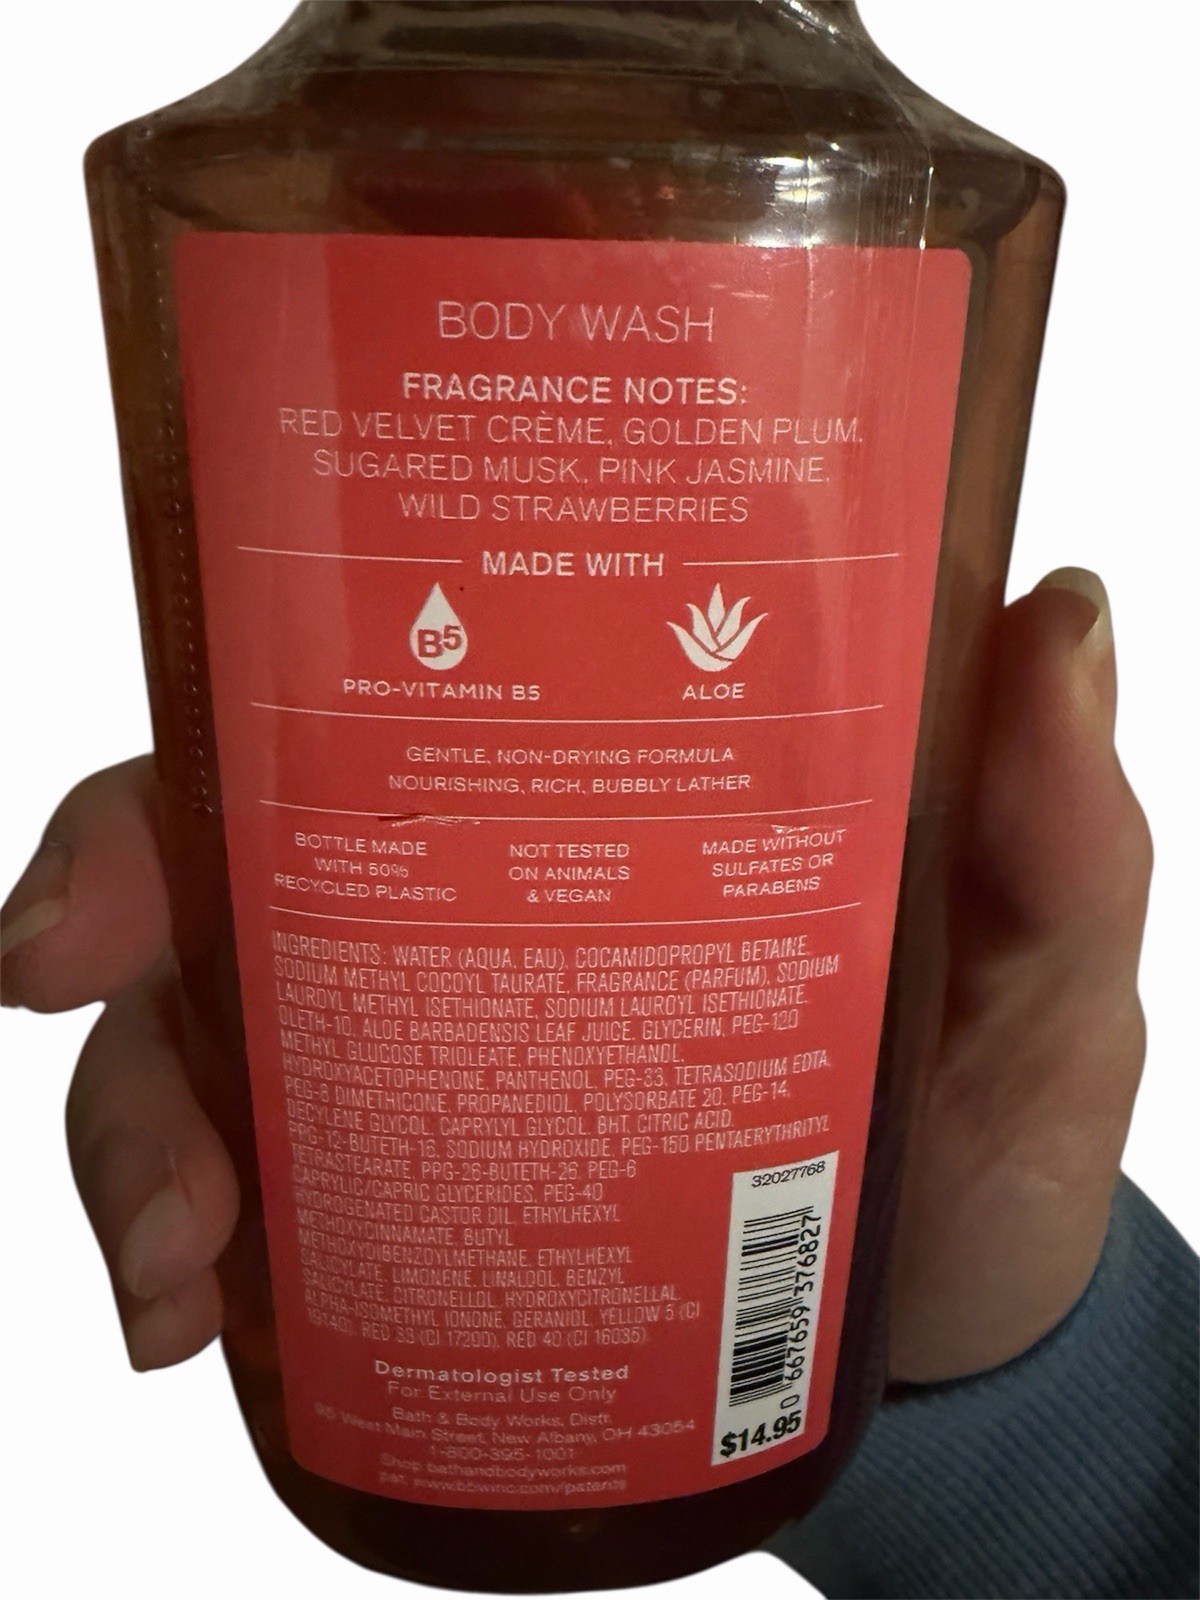 BODY WASH
FRAGRANCE NOTES:
RED VELVET CRÈME, GOLDEN PLUM,
SUGARED MUSK, PINK JASMINE,
WILD STRAWBERRIES
MADE WITH
B5
PRO-VITAMIN B5
ALOE
GENTLE, NON-DRYING FORMULA
NOURISHING, RICH, BUBBLY LATHER
BOTTLE MADE
WITH 50%
RECYCLED PLASTIC
NOT TESTED
ON ANIMALS
& VEGAN
MADE WITHOUT
SULFATES OR
PARABENS
INGREDIENTS: WATER (AQUA, EAU), COCAMIDOPROPYL BETAINE,
SODIUM METHYL COCOYL TAURATE, FRAGRANCE (PARFUM), SODIUM
LAUROYL METHYL ISETHIONATE, SODIUM LAUROYL ISETHIONATE,
OLETH-10, ALOE BARBADENSIS LEAF JUICE, GLYCERIN, PEG-120
METHYL GLUCOSE TRIOLEATE, PHENOXYETHANOL,
HYDROXYACETOPHENONE, PANTHENOL, PEG-33, TETRASODIUM EDTA,
PEG-8 DIMETHICONE, PROPANEDIOL, POLYSORBATE 20, PEG-14,
DECYLENE GLYCOL, CAPRYLYL GLYCOL, BHT, CITRIC ACID,
PPG-12-BUTETH-16, SODIUM HYDROXIDE, PEG-150 PENTAERYTHRITYL
TETRASTEARATE, PPG-26-BUTETH-26, PEG-6
CAPRYLIC/CAPRIC GLYCERIDES, PEG-40
HYDROGENATED CASTOR OIL, ETHYLHEXYL
METHOXYCINNAMATE, BUTYL
METHOXYDIBENZOYLMETHANE, ETHYLHEXYL
SALICYLATE, LIMONENE, LINALOOL, BENZYL
SALICYLATE, CITRONELLOL, HYDROXYCITRONELLAL,
ALPHA-ISOMETHYL IONONE, GERANIOL, YELLOW 5 (CI
19140), RED 33 (CI 17200), RED 40 (CI 16035)
32027768
0 667659 376827
$14.95
Dermatologist Tested
For External Use Only
Bath & Body Works, Distr.
95 West Main Street, New Albany, OH 43054
1-800-395-1001
Shop bathandbodyworks.com
pat. www.bbwinc.com/patents